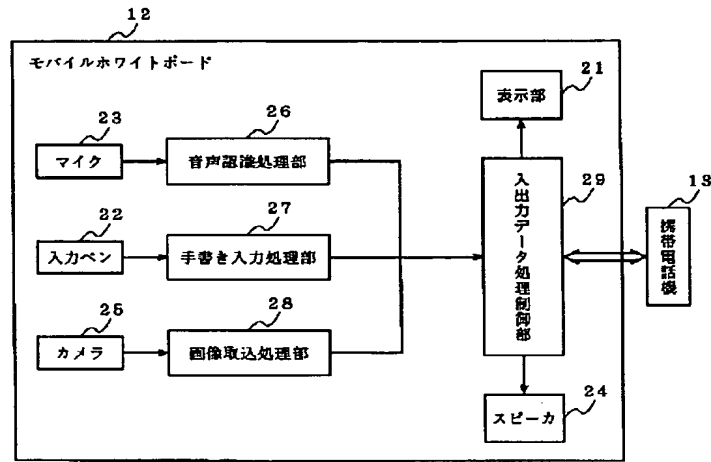 12
モバイルホワイトボード
21
表示部
23
マイク
26
音声認識処理部
29
入出力データ処理制御部
13
携帯電話機
22
入力ペン
27
手書き入力処理部
25
カメラ
28
画像取込処理部
24
スピーカ